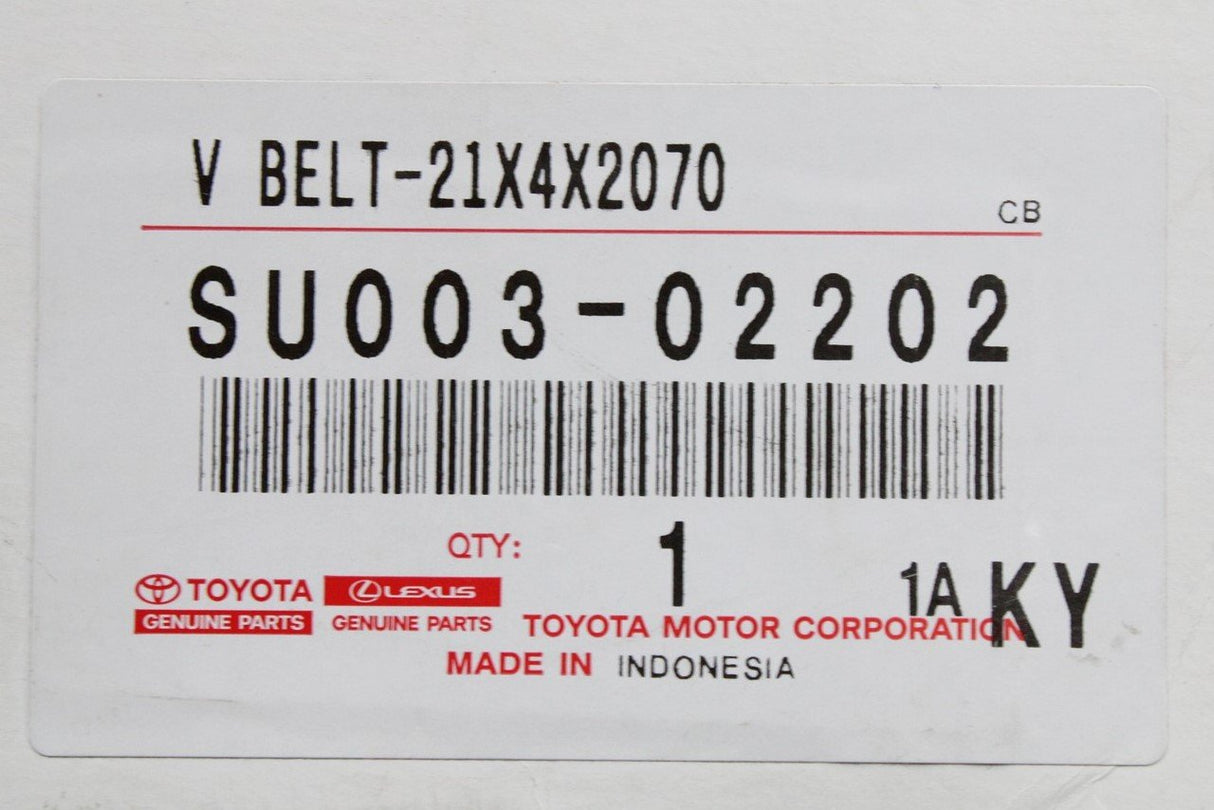 V BELT-21X4X2070
CB
SU003-02202
QTY: 1
1A KY
TOYOTA LEXUS
GENUINE PARTS GENUINE PARTS
TOYOTA MOTOR CORPORATION
MADE IN INDONESIA